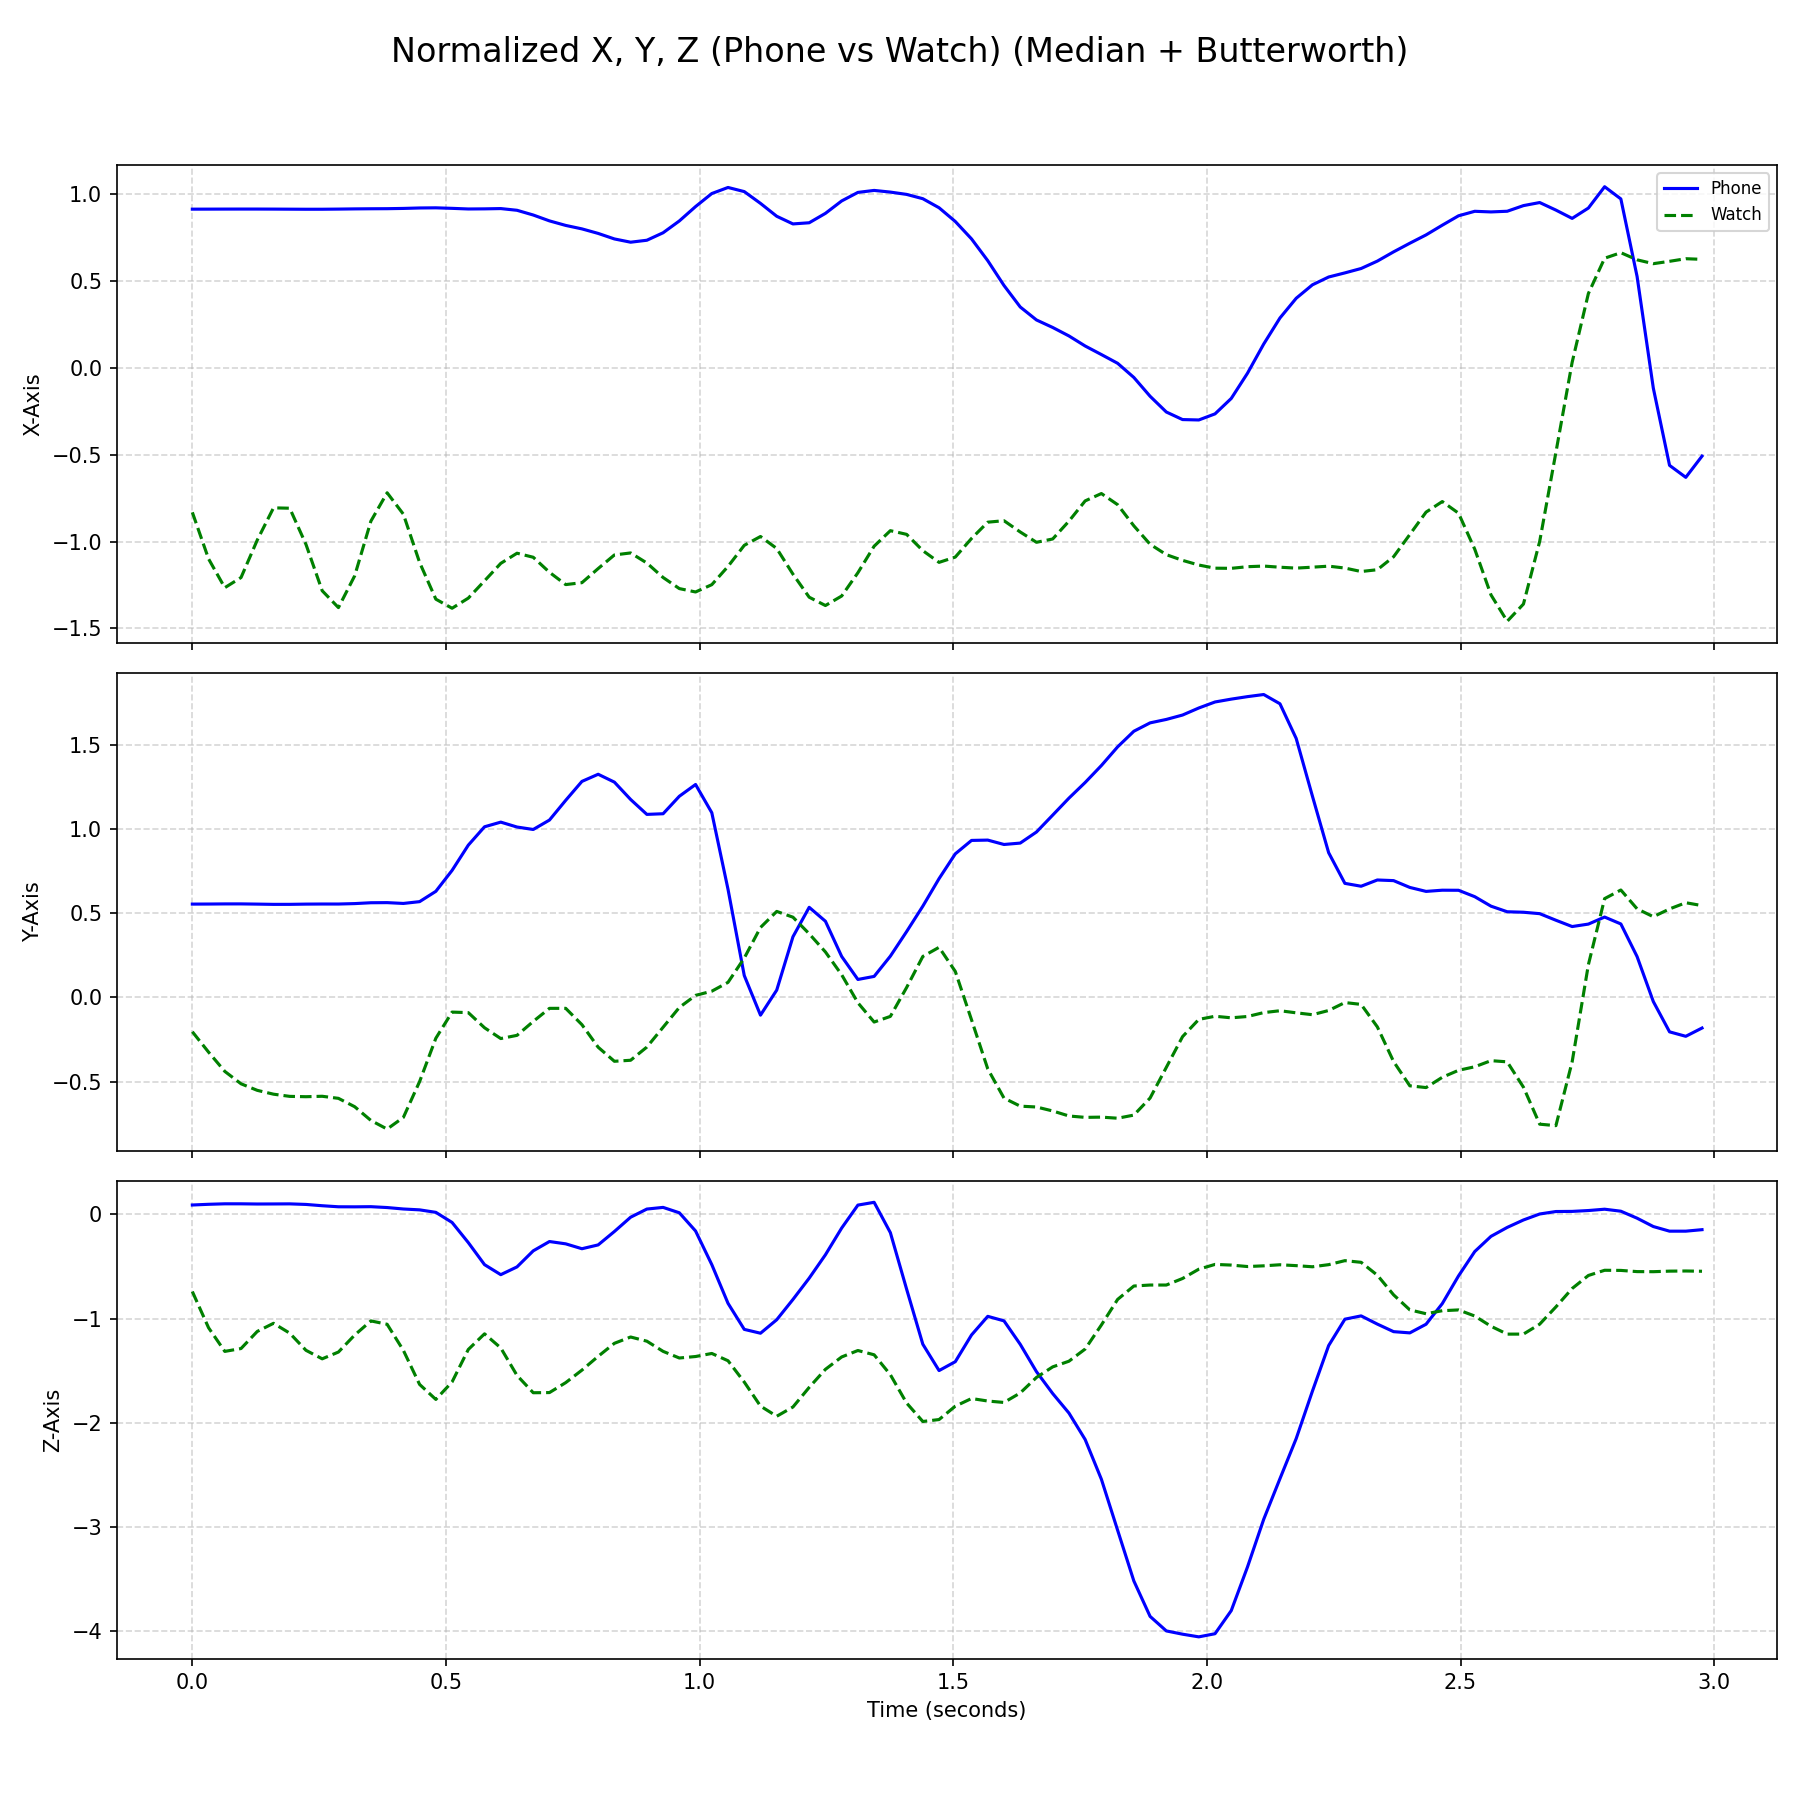 Normalized X, Y, Z (Phone vs Watch) (Median + Butterworth)
Phone
Watch
X-Axis
1.0
0.5
0.0
−0.5
−1.0
−1.5
Y-Axis
1.5
1.0
0.5
0.0
−0.5
Z-Axis
0
−1
−2
−3
−4
0.0 0.5 1.0 1.5 2.0 2.5 3.0
Time (seconds)